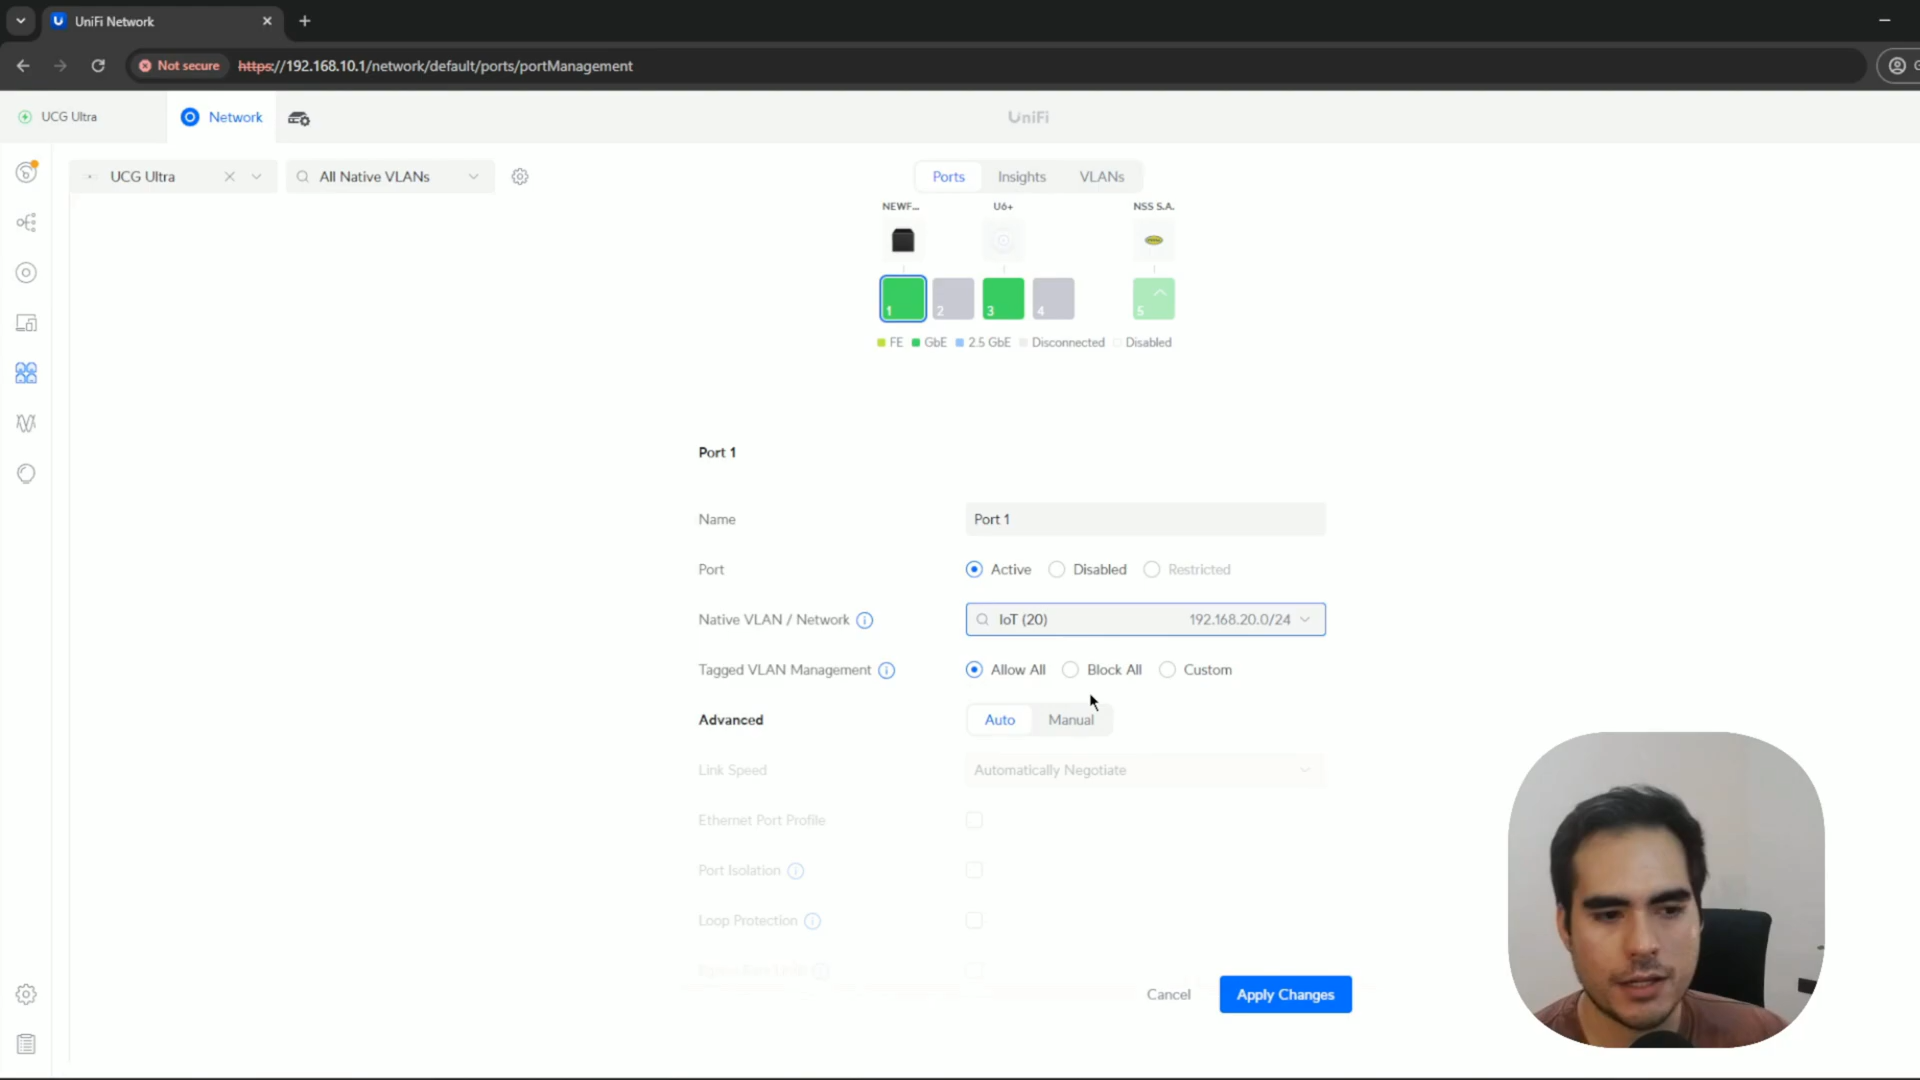 UniFi Network
Not secure https://192.168.10.1/network/default/ports/portManagement
UCG Ultra
Network
UniFi
UCG Ultra
All Native VLANs
Ports Insights VLANs
NEWF... U6+ NSS S.A.
1 2 3 4 5
FE GbE 2.5 GbE Disconnected Disabled
Port 1
Name Port 1
Port Active Disabled Restricted
Native VLAN / Network IoT (20) 192.168.20.0/24
Tagged VLAN Management Allow All Block All Custom
Advanced Auto Manual
Link Speed Automatically Negotiate
Ethernet Port Profile
Port Isolation
Loop Protection
Cancel Apply Changes